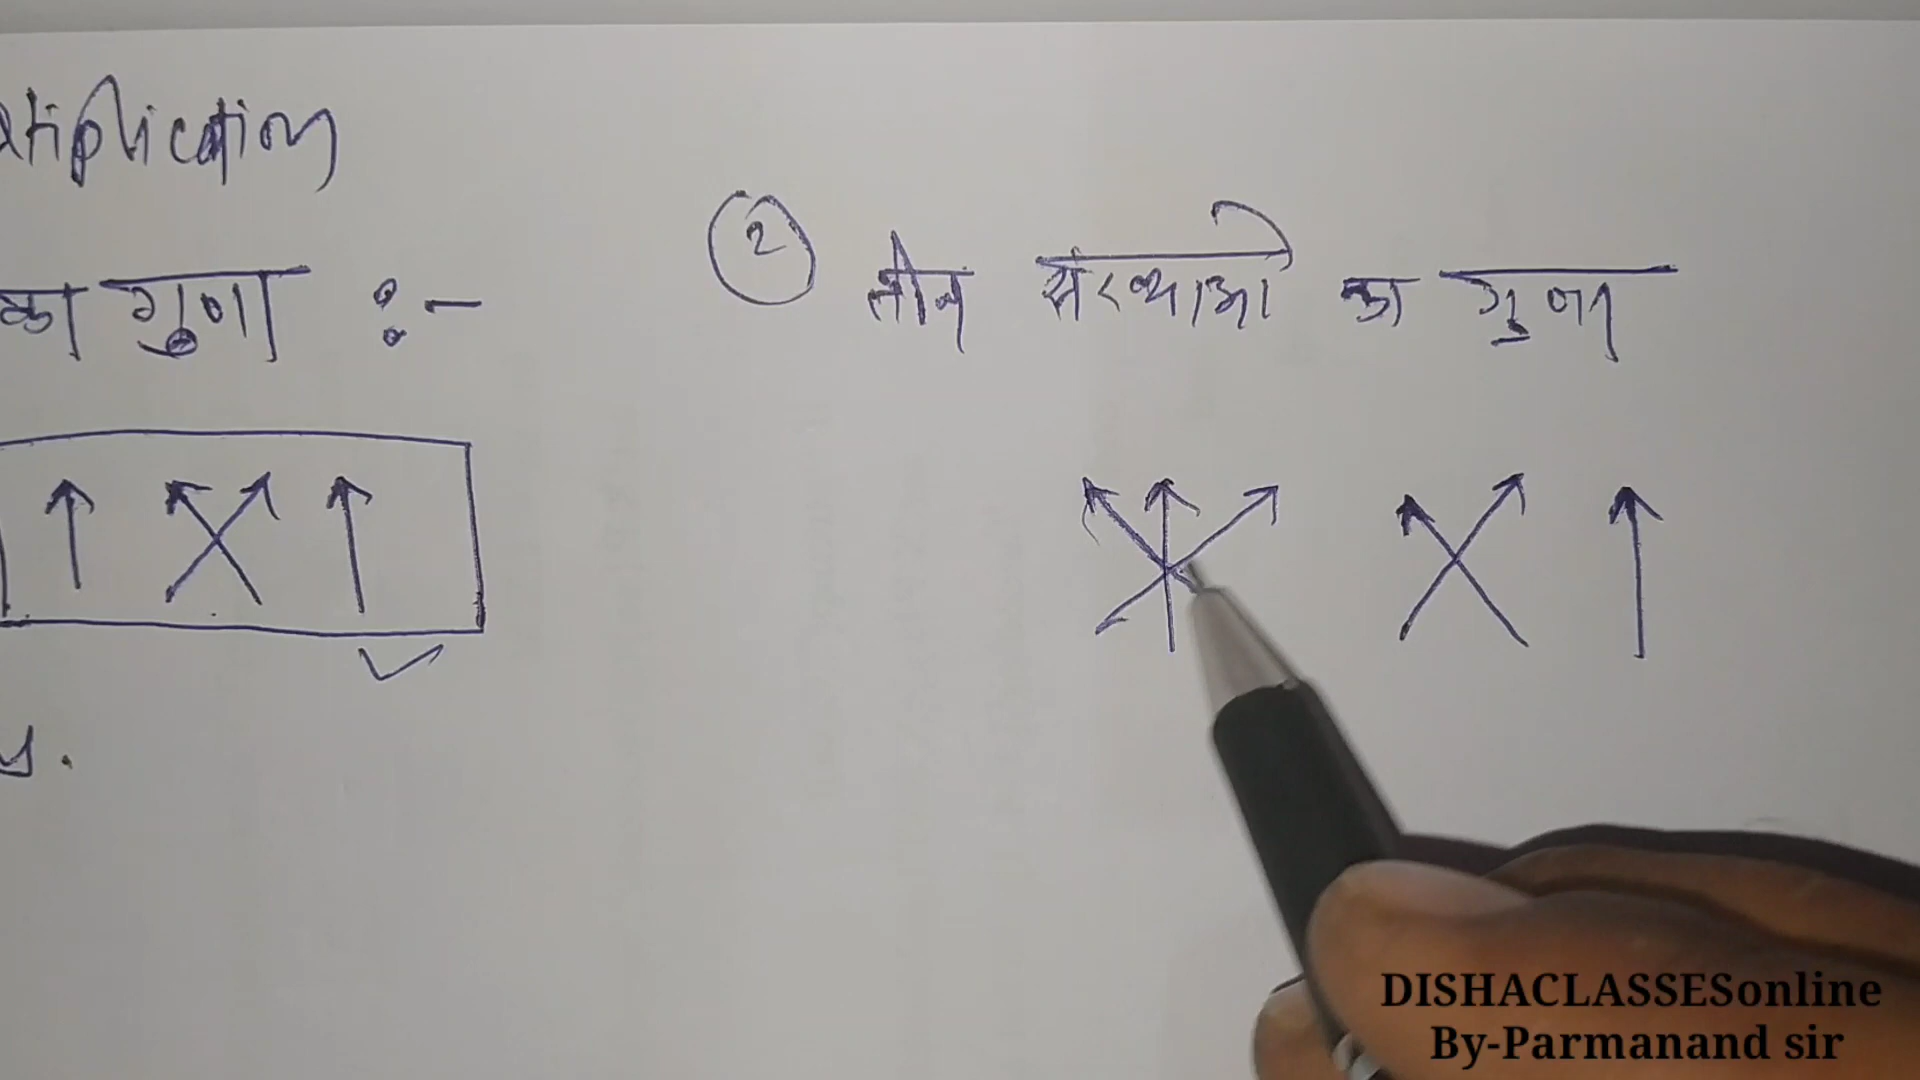 ltiplication
का गुणा :-
② तीन संख्याओ का गुणा
y.
DISHACLASSESonline
By-Parmanand sir